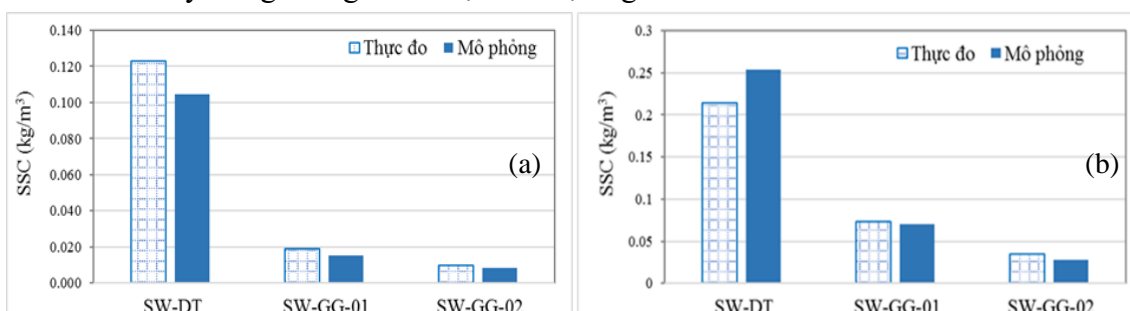 0.140
0.120
0.100
0.080
0.060
0.040
0.020
0.000
SSC (kg/m³)
Thực đo Mô phỏng
(a)
SW-DT SW-GG-01 SW-GG-02
0.3
0.25
0.2
0.15
0.1
0.05
0
SSC (kg/m³)
Thực đo Mô phỏng
(b)
SW-DT SW-GG-01 SW-GG-02